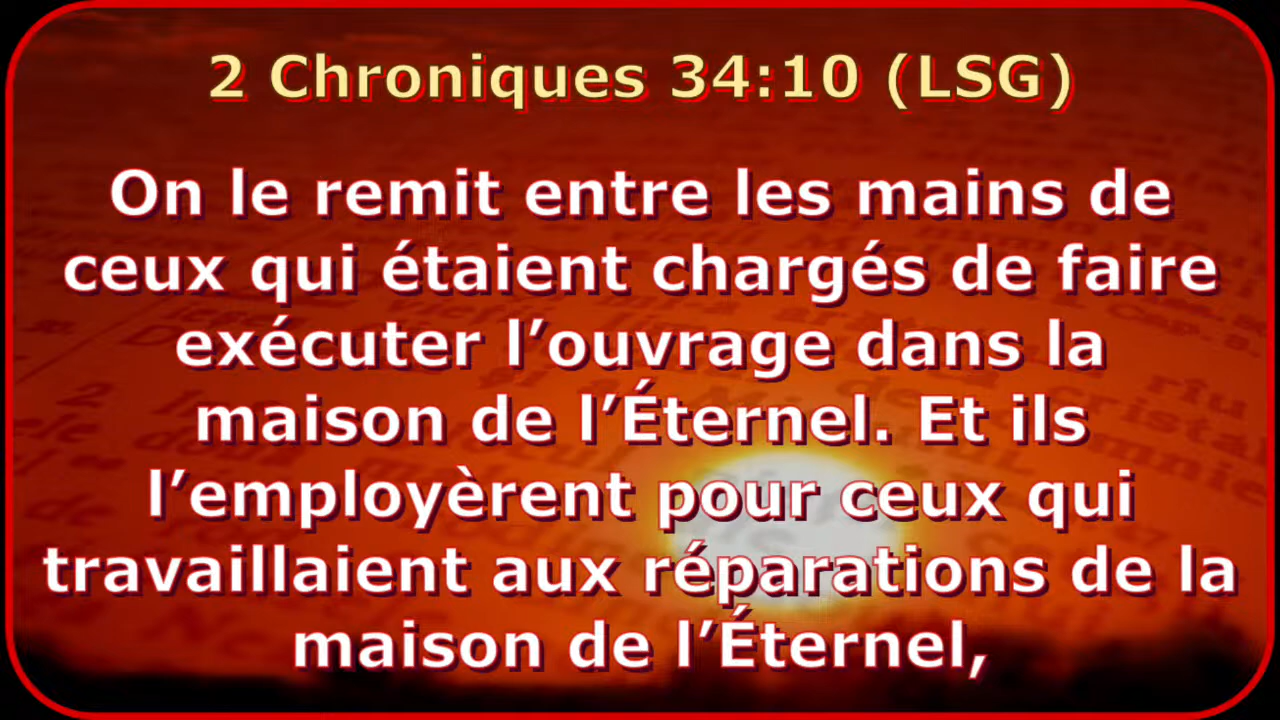 2 Chroniques 34:10 (LSG)
On le remit entre les mains de
ceux qui étaient chargés de faire
exécuter l’ouvrage dans la
maison de l’Éternel. Et ils
l’employèrent pour ceux qui
travaillaient aux réparations de la
maison de l’Éternel,